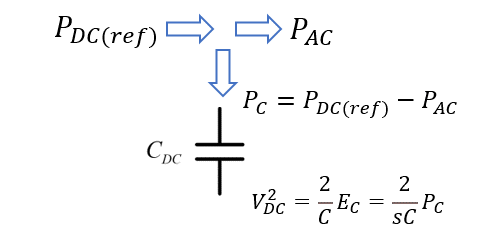 P_{DC(ref)} P_{AC}
P_C = P_{DC(ref)} − P_{AC}
C_{DC}
V_{DC}^2 = \frac{2}{C} E_C = \frac{2}{sC} P_C